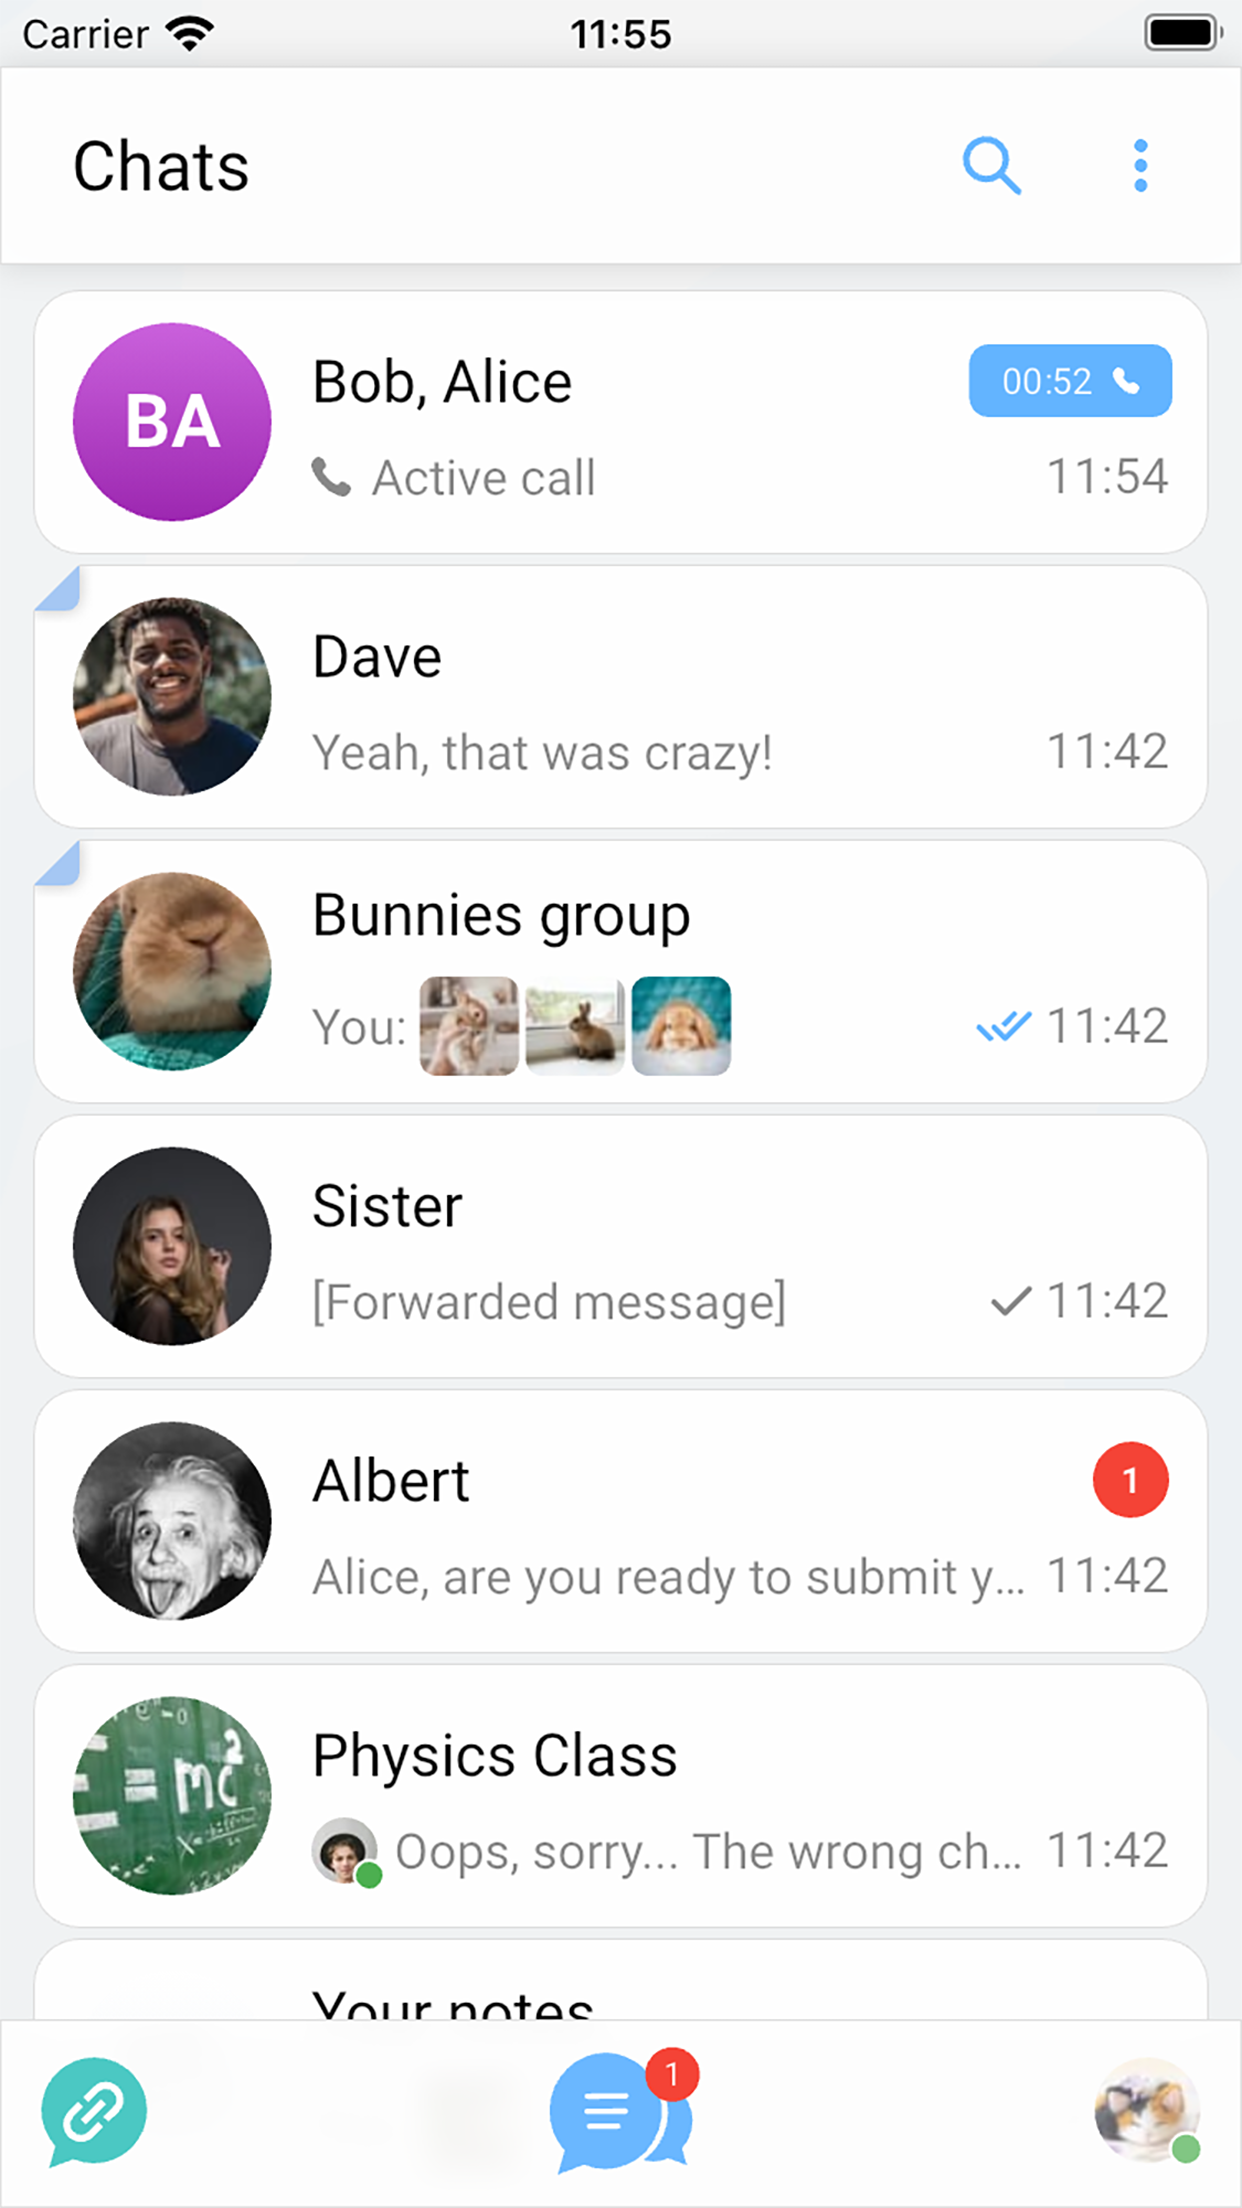 Carrier 11:55
Chats
BA
Bob, Alice 00:52
Active call 11:54
Dave
Yeah, that was crazy! 11:42
Bunnies group
You: 11:42
Sister
[Forwarded message] 11:42
Albert 1
Alice, are you ready to submit y... 11:42
= mc²
Physics Class
Oops, sorry... The wrong ch... 11:42
Your notes
1